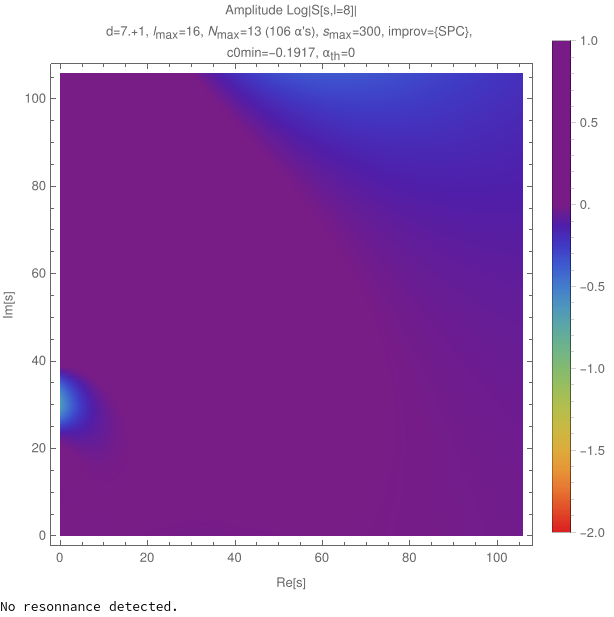 Amplitude Log|S[s,l=8]|
d=7.+1, lmax=16, Nmax=13 (106 α's), smax=300, improv={SPC},
c0min=−0.1917, αth=0
100
80
60
40
20
0
Im[s]
0 20 40 60 80 100
Re[s]
1.0
0.5
0.
−0.5
−1.0
−1.5
−2.0
No resonnance detected.